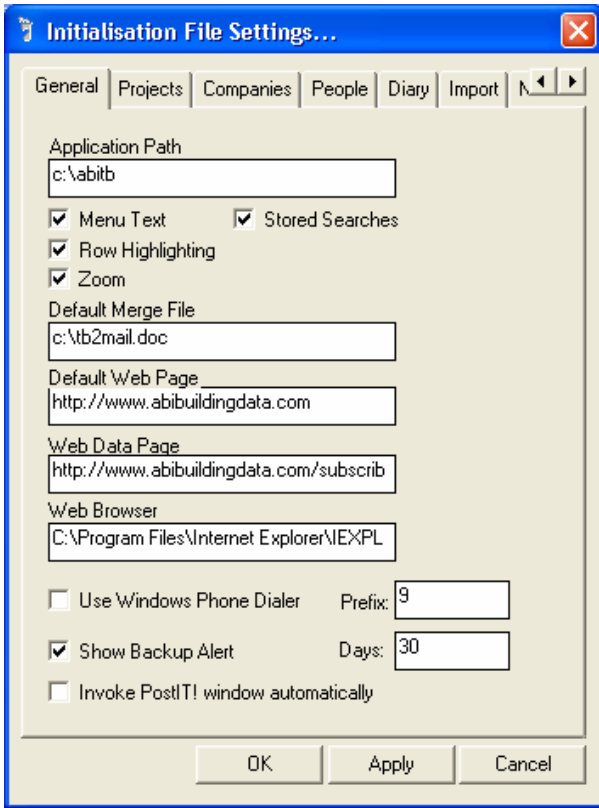 Initialisation File Settings...
General Projects Companies People Diary Import
Application Path
c:\abitb
Menu Text Stored Searches
Row Highlighting
Zoom
Default Merge File
c:\tb2mail.doc
Default Web Page
http://www.abibuildingdata.com
Web Data Page
http://www.abibuildingdata.com/subscrib
Web Browser
C:\Program Files\Internet Explorer\IEXPL
Use Windows Phone Dialer Prefix: 9
Show Backup Alert Days: 30
Invoke PostIT! window automatically
OK Apply Cancel